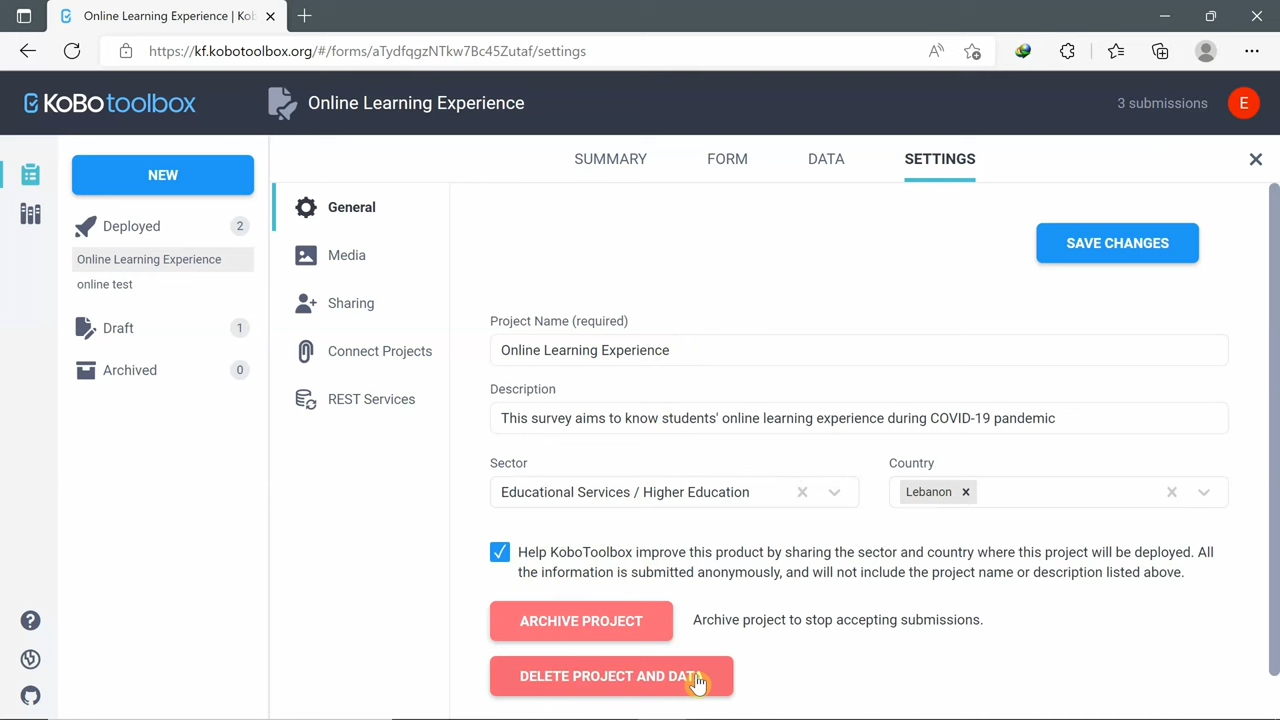 Online Learning Experience | Kob
https://kf.kobotoolbox.org/#/forms/aTydfqgzNTkw7Bc45Zutaf/settings
KoBotoolbox
Online Learning Experience
3 submissions
E
NEW
Deployed 2
Online Learning Experience
online test
Draft 1
Archived 0
SUMMARY FORM DATA SETTINGS
General
Media
Sharing
Connect Projects
REST Services
SAVE CHANGES
Project Name (required)
Online Learning Experience
Description
This survey aims to know students' online learning experience during COVID-19 pandemic
Sector Country
Educational Services / Higher Education Lebanon
Help KoboToolbox improve this product by sharing the sector and country where this project will be deployed. All
the information is submitted anonymously, and will not include the project name or description listed above.
ARCHIVE PROJECT Archive project to stop accepting submissions.
DELETE PROJECT AND DATA